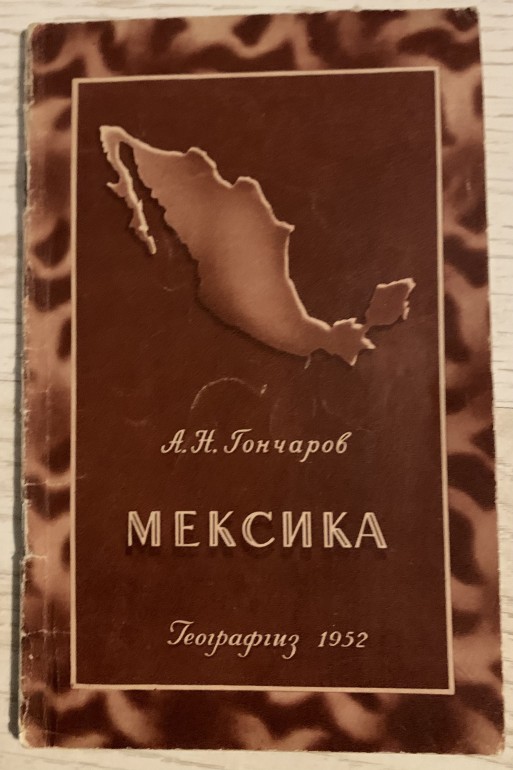 А.Н. Гончаров
МЕКСИКА
Географгиз 1952